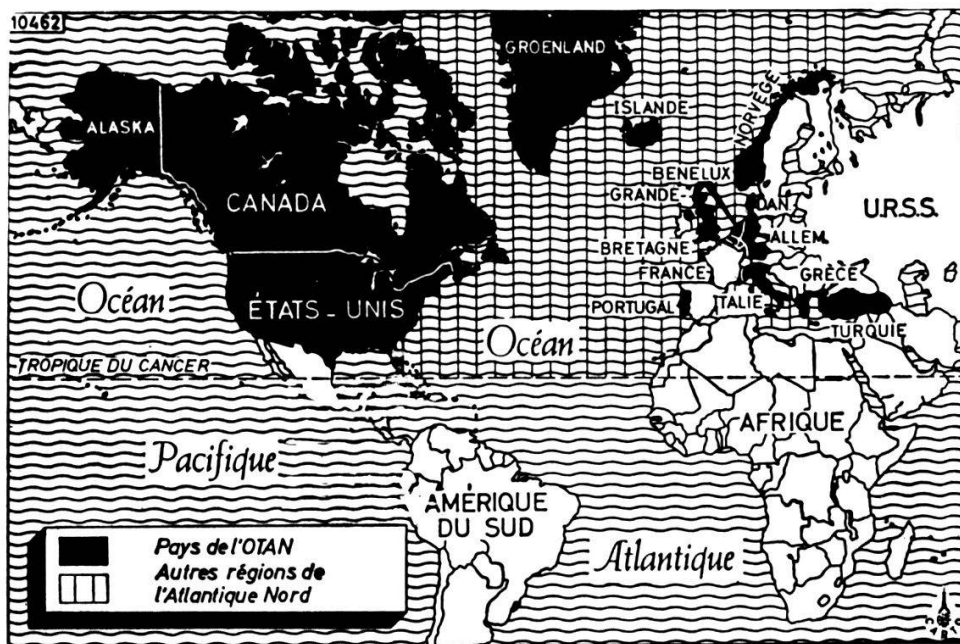 10462
GROENLAND
ALASKA
ISLANDE
NORVÈGE
CANADA
BENELUX
GRANDE-
BRETAGNE
DAN.
ALLEM.
U.R.S.S.
FRANCE
GRÈCE
PORTUGAL
ITALIE
TURQUIE
ÉTATS-UNIS
Océan
Pacifique
Océan
Atlantique
TROPIQUE DU CANCER
AFRIQUE
AMÉRIQUE
DU SUD
Pays de l'OTAN
Autres régions de
l'Atlantique Nord